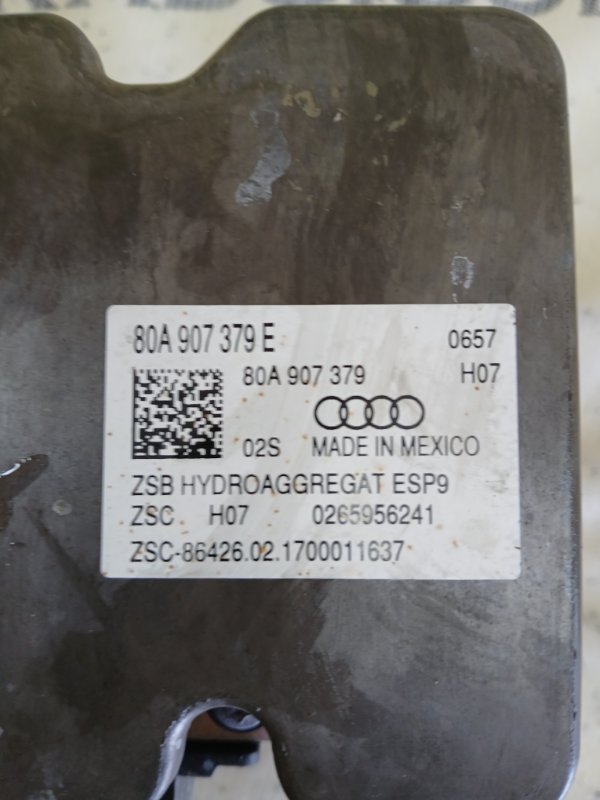 80A 907 379 E 0657
80A 907 379 H07
02S MADE IN MEXICO
ZSB HYDROAGGREGAT ESP9
ZSC H07 0265956241
ZSC-86426.02.1700011637